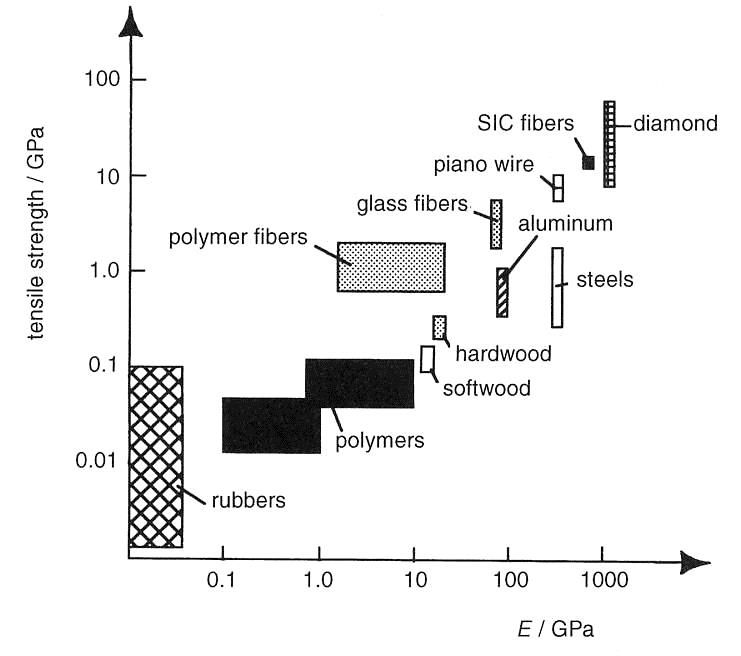 tensile strength / GPa
100
10
1.0
0.1
0.01
SIC fibers
diamond
piano wire
glass fibers
aluminum
polymer fibers
steels
hardwood
softwood
polymers
rubbers
0.1
1.0
10
100
1000
E / GPa